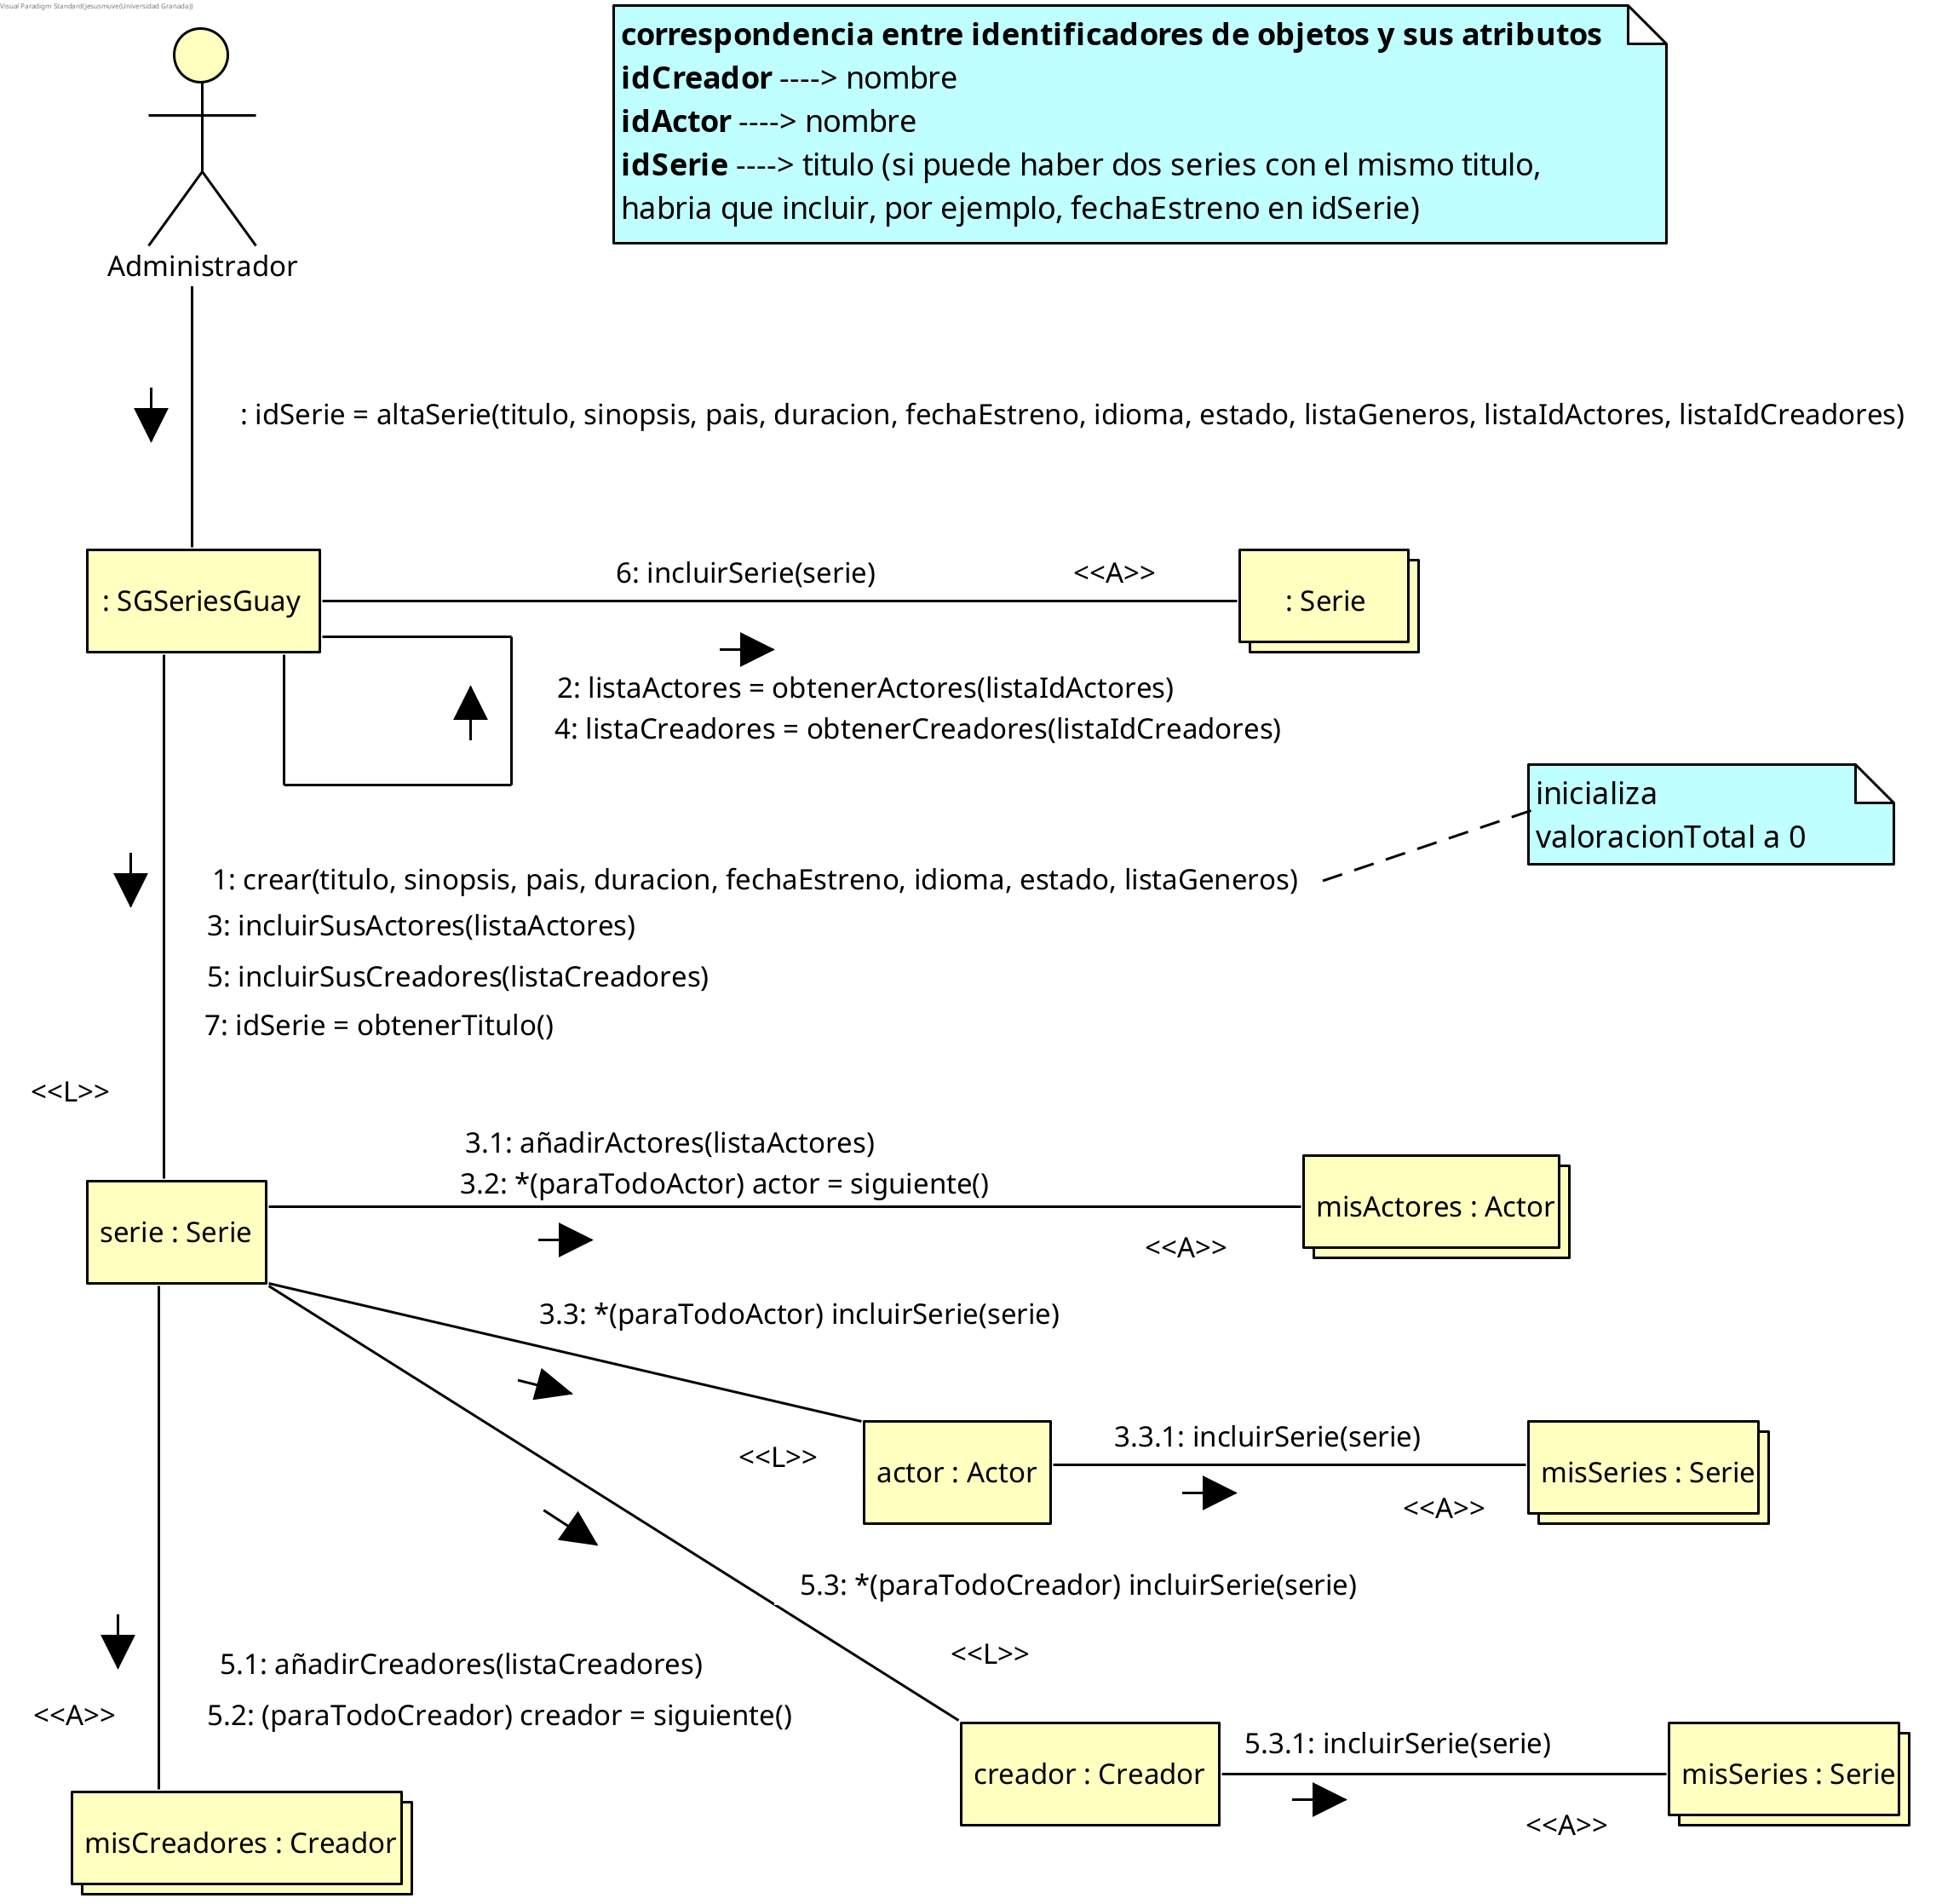 Visual Paradigm Standard(jesusmuve(Universidad Granada))
correspondencia entre identificadores de objetos y sus atributos
idCreador ----> nombre
idActor ----> nombre
idSerie ----> titulo (si puede haber dos series con el mismo titulo,
habria que incluir, por ejemplo, fechaEstreno en idSerie)
Administrador
: idSerie = altaSerie(titulo, sinopsis, pais, duracion, fechaEstreno, idioma, estado, listaGeneros, listaIdActores, listaIdCreadores)
6: incluirSerie(serie)
<<A>>
: SGSeriesGuay
: Serie
2: listaActores = obtenerActores(listaIdActores)
4: listaCreadores = obtenerCreadores(listaIdCreadores)
inicializa
valoracionTotal a 0
1: crear(titulo, sinopsis, pais, duracion, fechaEstreno, idioma, estado, listaGeneros)
3: incluirSusActores(listaActores)
5: incluirSusCreadores(listaCreadores)
7: idSerie = obtenerTitulo()
<<L>>
3.1: añadirActores(listaActores)
3.2: *(paraTodoActor) actor = siguiente()
misActores : Actor
serie : Serie
<<A>>
3.3: *(paraTodoActor) incluirSerie(serie)
3.3.1: incluirSerie(serie)
<<L>>
actor : Actor
misSeries : Serie
<<A>>
5.3: *(paraTodoCreador) incluirSerie(serie)
<<L>>
5.1: añadirCreadores(listaCreadores)
<<A>>
5.2: (paraTodoCreador) creador = siguiente()
5.3.1: incluirSerie(serie)
creador : Creador
misSeries : Serie
<<A>>
misCreadores : Creador